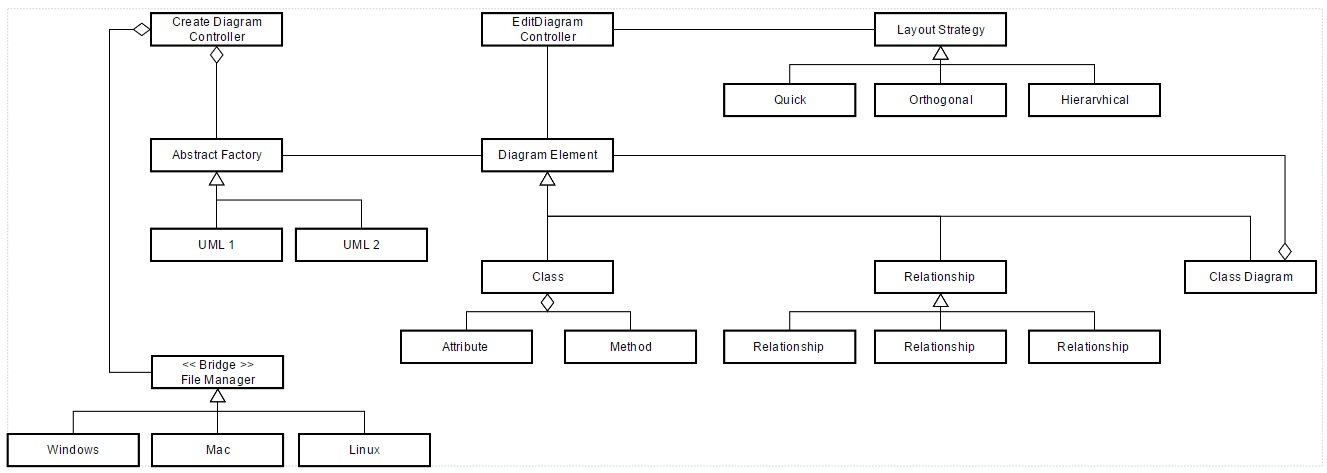 Create Diagram
Controller
EditDiagram
Controller
Layout Strategy
Quick
Orthogonal
Hierarvhical
Abstract Factory
Diagram Element
UML 1
UML 2
Class
Relationship
Class Diagram
Attribute
Method
Relationship
Relationship
Relationship
<< Bridge >>
File Manager
Windows
Mac
Linux